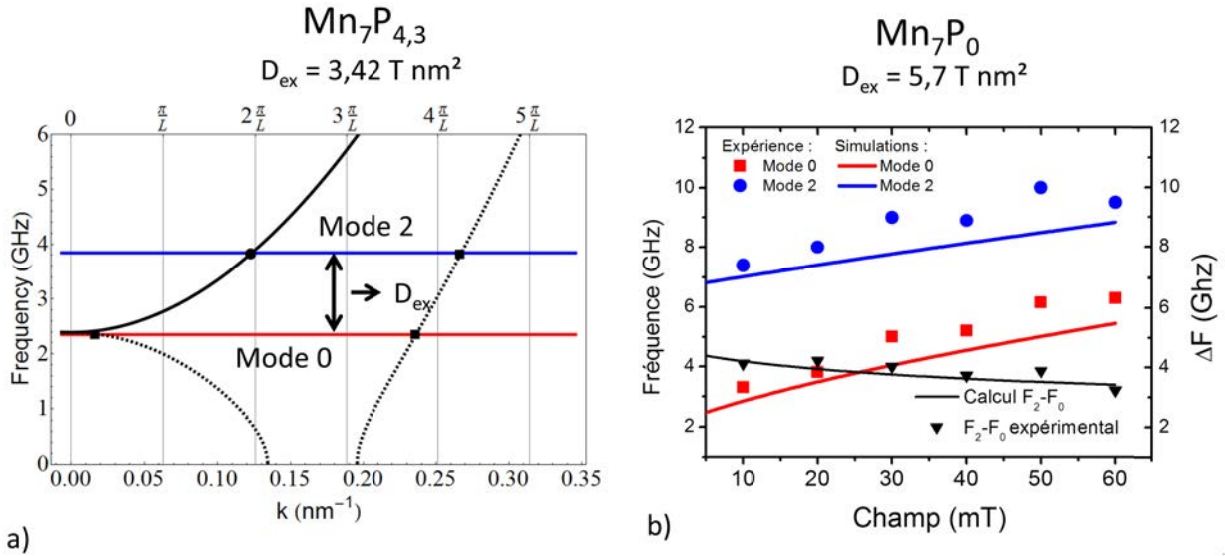 Mn₇P₄,₃
Dₑₓ = 3,42 T nm²
0 π/L 2π/L 3π/L 4π/L 5π/L
6
5
4
3
2
1
0
Frequency (GHz)
Mode 2
Dₑₓ
Mode 0
0.00 0.05 0.10 0.15 0.20 0.25 0.30 0.35
k (nm⁻¹)
a)
Mn₇P₀
Dₑₓ = 5,7 T nm²
12 12
10 10
8 8
6 6
4 4
2 2
Fréquence (GHz)
ΔF (Ghz)
Expérience : Simulations :
Mode 0 Mode 0
Mode 2 Mode 2
Calcul F₂-F₀
F₂-F₀ expérimental
10 20 30 40 50 60
Champ (mT)
b)